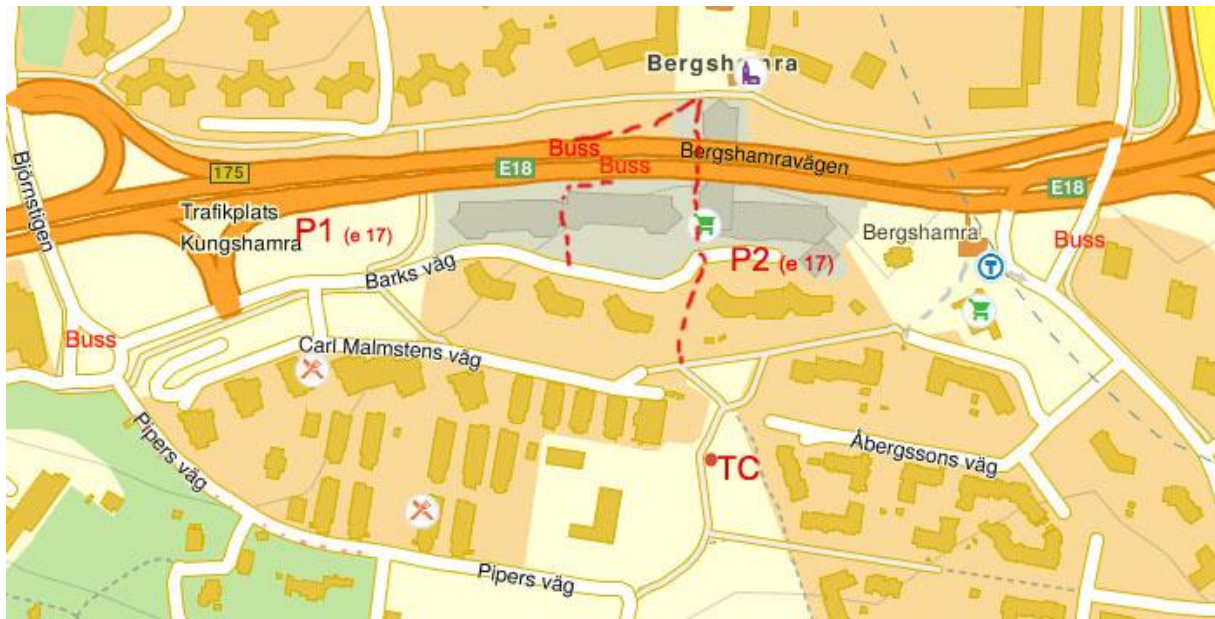 Bergshamra
Buss
Buss
Bergshamravägen
Björnstigen
175
E18
E18
Trafikplats
Kungshamra
P1 (e 17)
Bergshamra
Buss
P2 (e 17)
T
Barks väg
Buss
Carl Malmstens väg
Pipers väg
Åbergssons väg
TC
Pipers väg